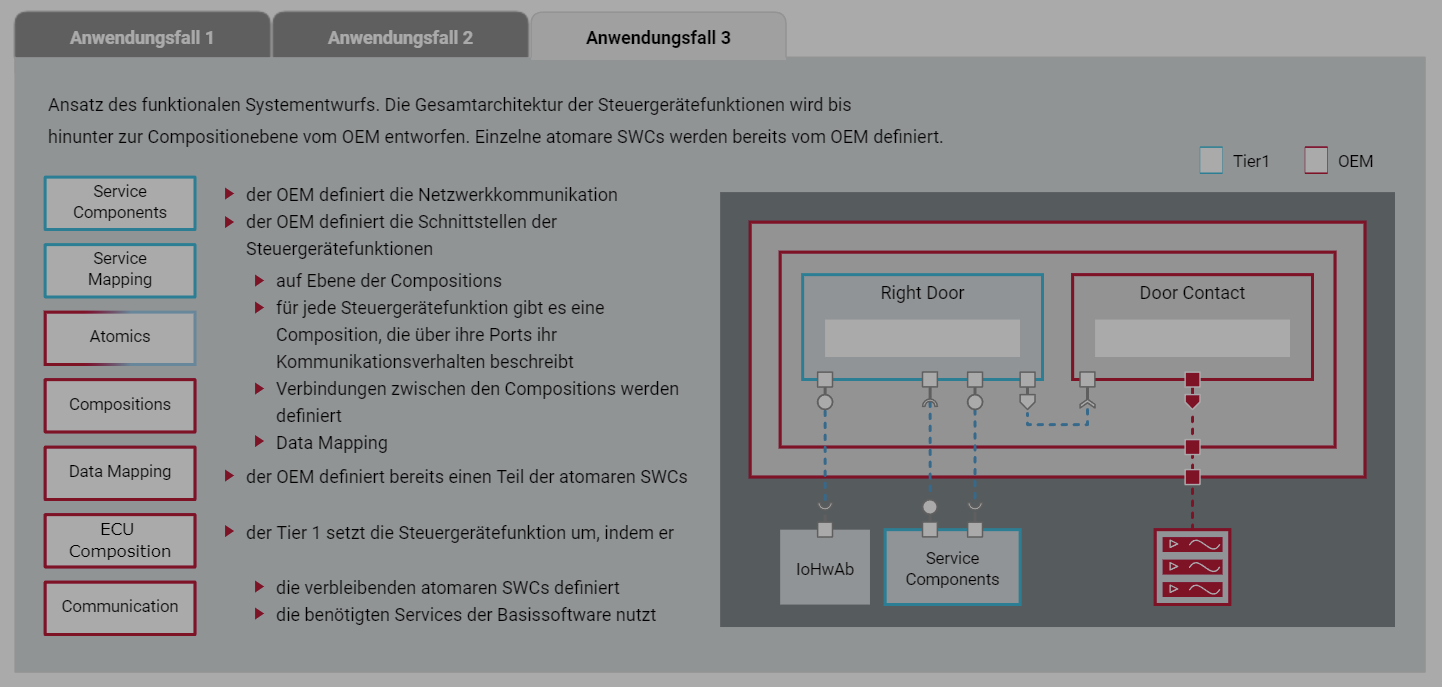 Anwendungsfall 1
Anwendungsfall 2
Anwendungsfall 3
Ansatz des funktionalen Systementwurfs. Die Gesamtarchitektur der Steuergerätefunktionen wird bis
hinunter zur Compositionebene vom OEM entworfen. Einzelne atomare SWCs werden bereits vom OEM definiert.
Tier1
OEM
Service
Components
Service
Mapping
Atomics
Compositions
Data Mapping
ECU
Composition
Communication
der OEM definiert die Netzwerkkommunikation
der OEM definiert die Schnittstellen der
Steuergerätefunktionen
auf Ebene der Compositions
für jede Steuergerätefunktion gibt es eine
Composition, die über ihre Ports ihr
Kommunikationsverhalten beschreibt
Verbindungen zwischen den Compositions werden
definiert
Data Mapping
der OEM definiert bereits einen Teil der atomaren SWCs
der Tier 1 setzt die Steuergerätefunktion um, indem er
die verbleibenden atomaren SWCs definiert
die benötigten Services der Basissoftware nutzt
Right Door
Door Contact
IoHwAb
Service
Components